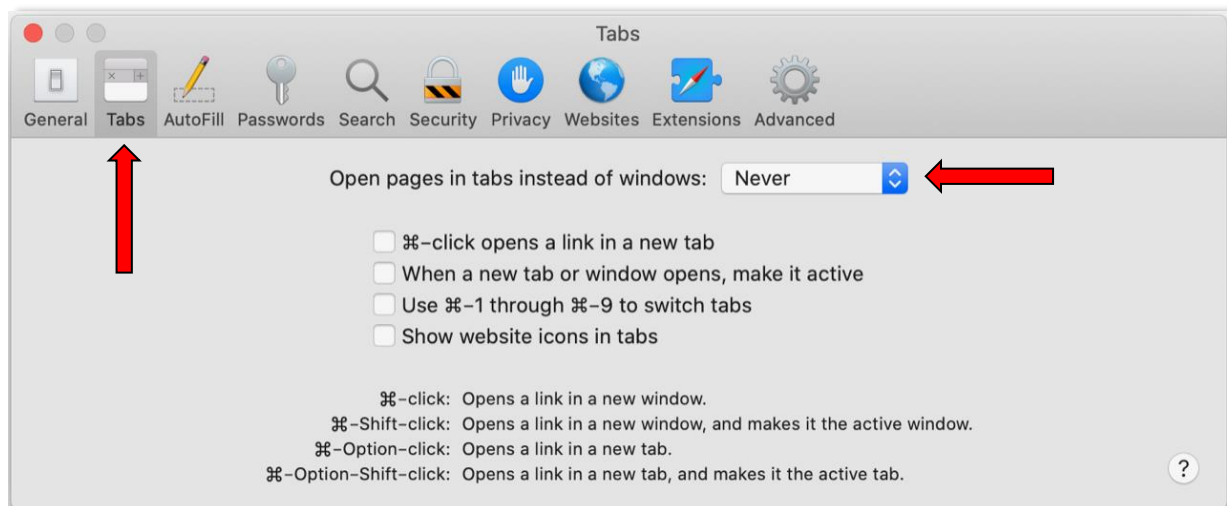 Tabs
General Tabs AutoFill Passwords Search Security Privacy Websites Extensions Advanced
Open pages in tabs instead of windows: Never
⌘-click opens a link in a new tab
When a new tab or window opens, make it active
Use ⌘-1 through ⌘-9 to switch tabs
Show website icons in tabs
⌘-click: Opens a link in a new window.
⌘-Shift-click: Opens a link in a new window, and makes it the active window.
⌘-Option-click: Opens a link in a new tab.
⌘-Option-Shift-click: Opens a link in a new tab, and makes it the active tab.
?